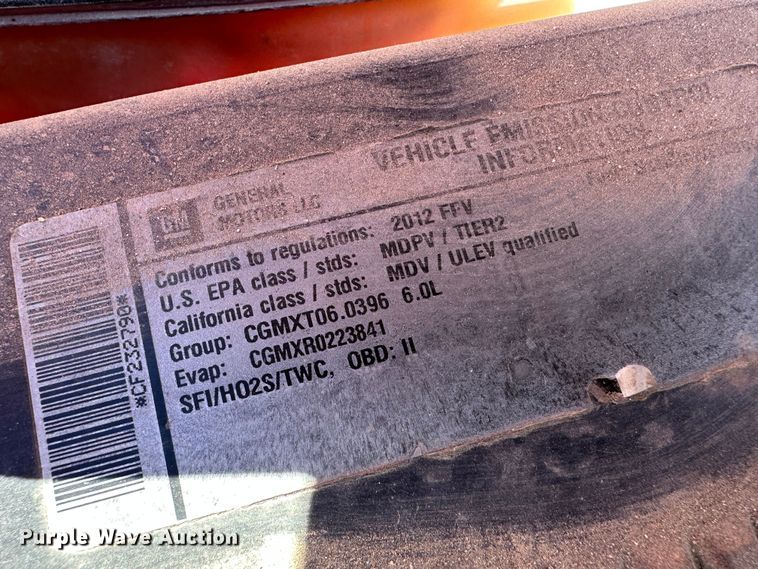 VEHICLE EMISSION CONTROL
INFORMATION
GM
GENERAL
MOTORS LLC
Conforms to regulations: 2012 FFV
U.S. EPA class / stds: MDPV / TIER2
California class / stds: MDV / ULEV qualified
Group: CGMXT06.0396 6.0L
Evap: CGMXR0223841
SFI/HO2S/TWC, OBD: II
*CF232790*
Purple Wave Auction